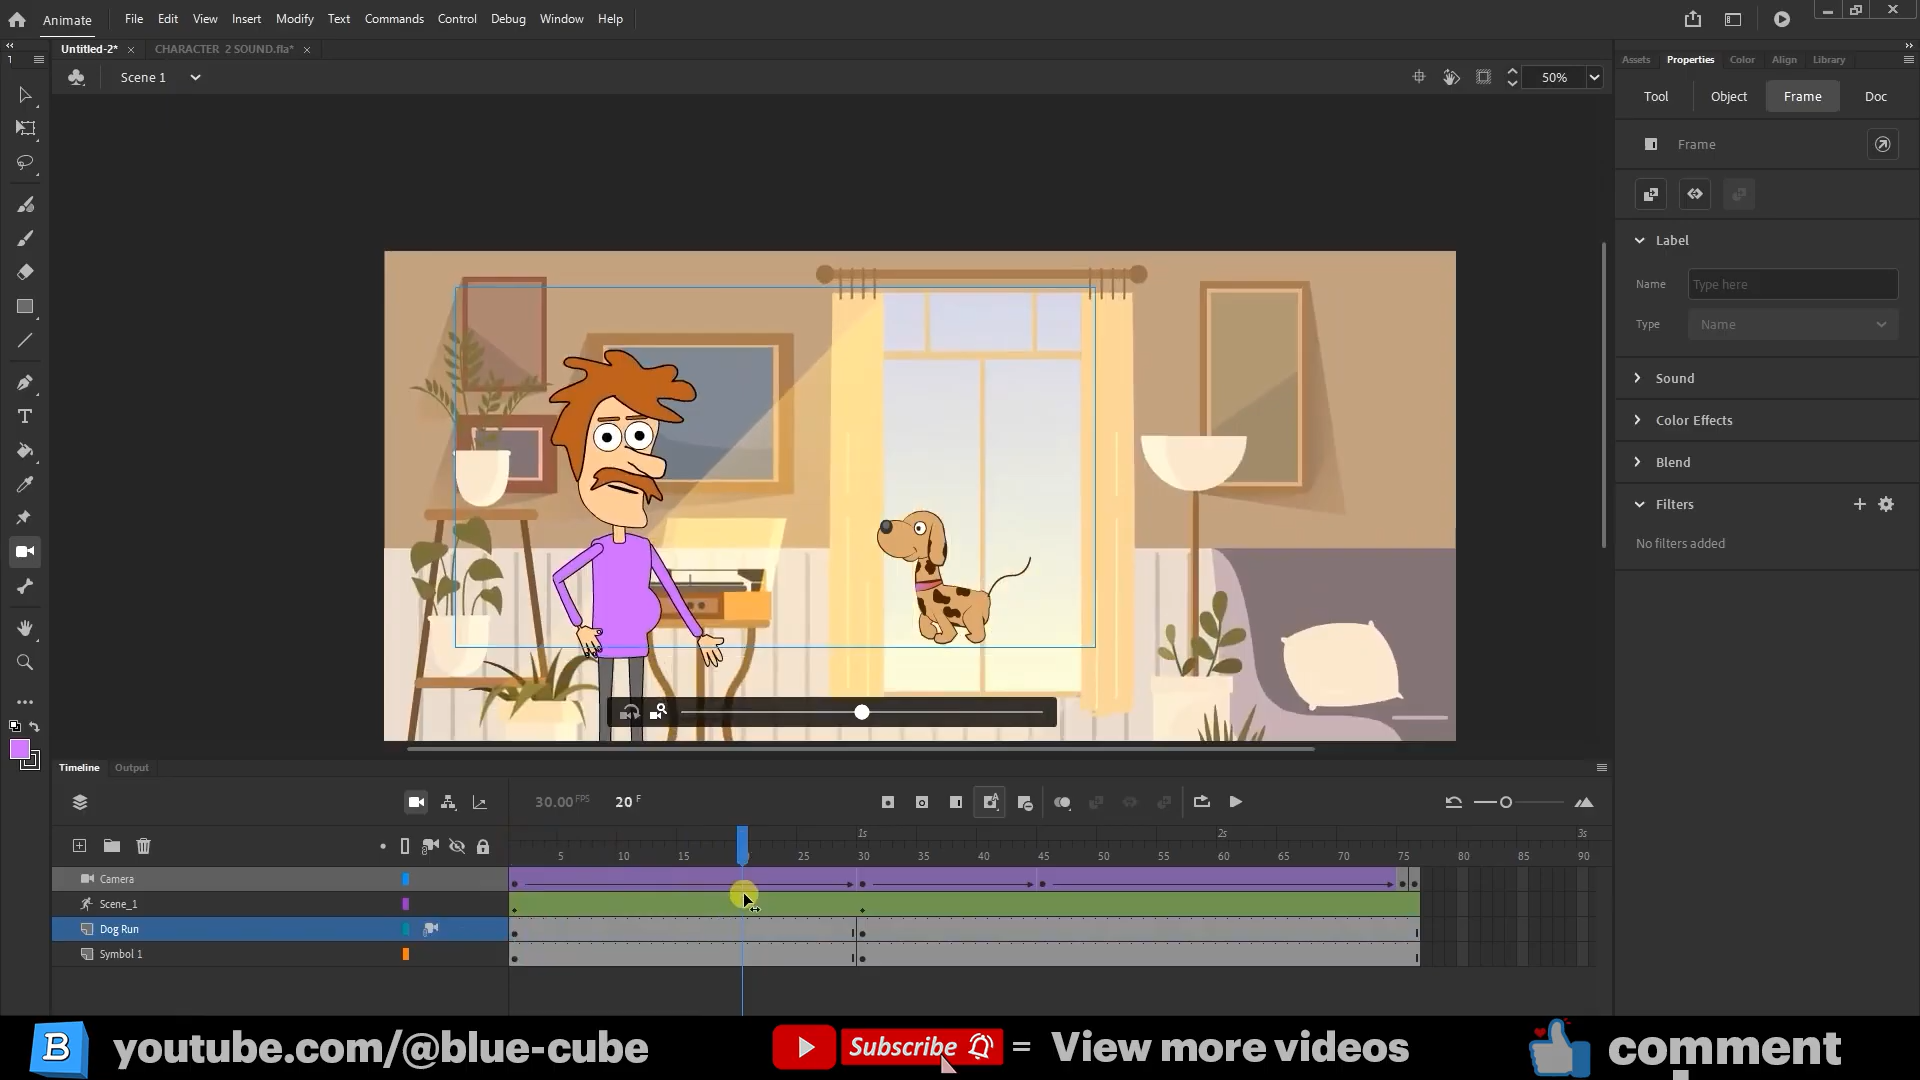 Animate File Edit View Insert Modify Text Commands Control Debug Window Help
Untitled-2* × CHARACTER 2 SOUND.fla* ×
1
Scene 1
50%
Assets Properties Color Align Library
Tool Object Frame Doc
Frame
Label
Name Type here
Type Name
Sound
Color Effects
Blend
Filters
No filters added
Timeline Output
30.00 FPS 20 F
1s 2s 3s
5 10 15 25 30 35 40 45 50 55 60 65 70 75 80 85 90
Camera
Scene_1
Dog Run
Symbol 1
B youtube.com/@blue-cube Subscribe = View more videos comment